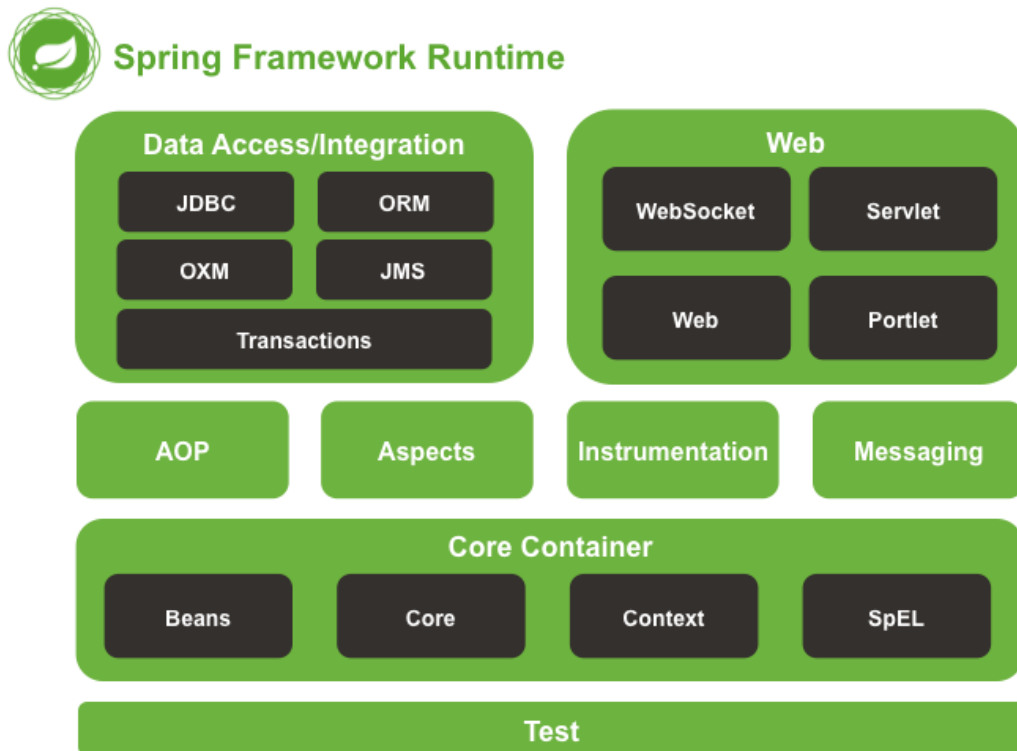 Spring Framework Runtime
Data Access/Integration
JDBC
ORM
OXM
JMS
Transactions
Web
WebSocket
Servlet
Web
Portlet
AOP
Aspects
Instrumentation
Messaging
Core Container
Beans
Core
Context
SpEL
Test